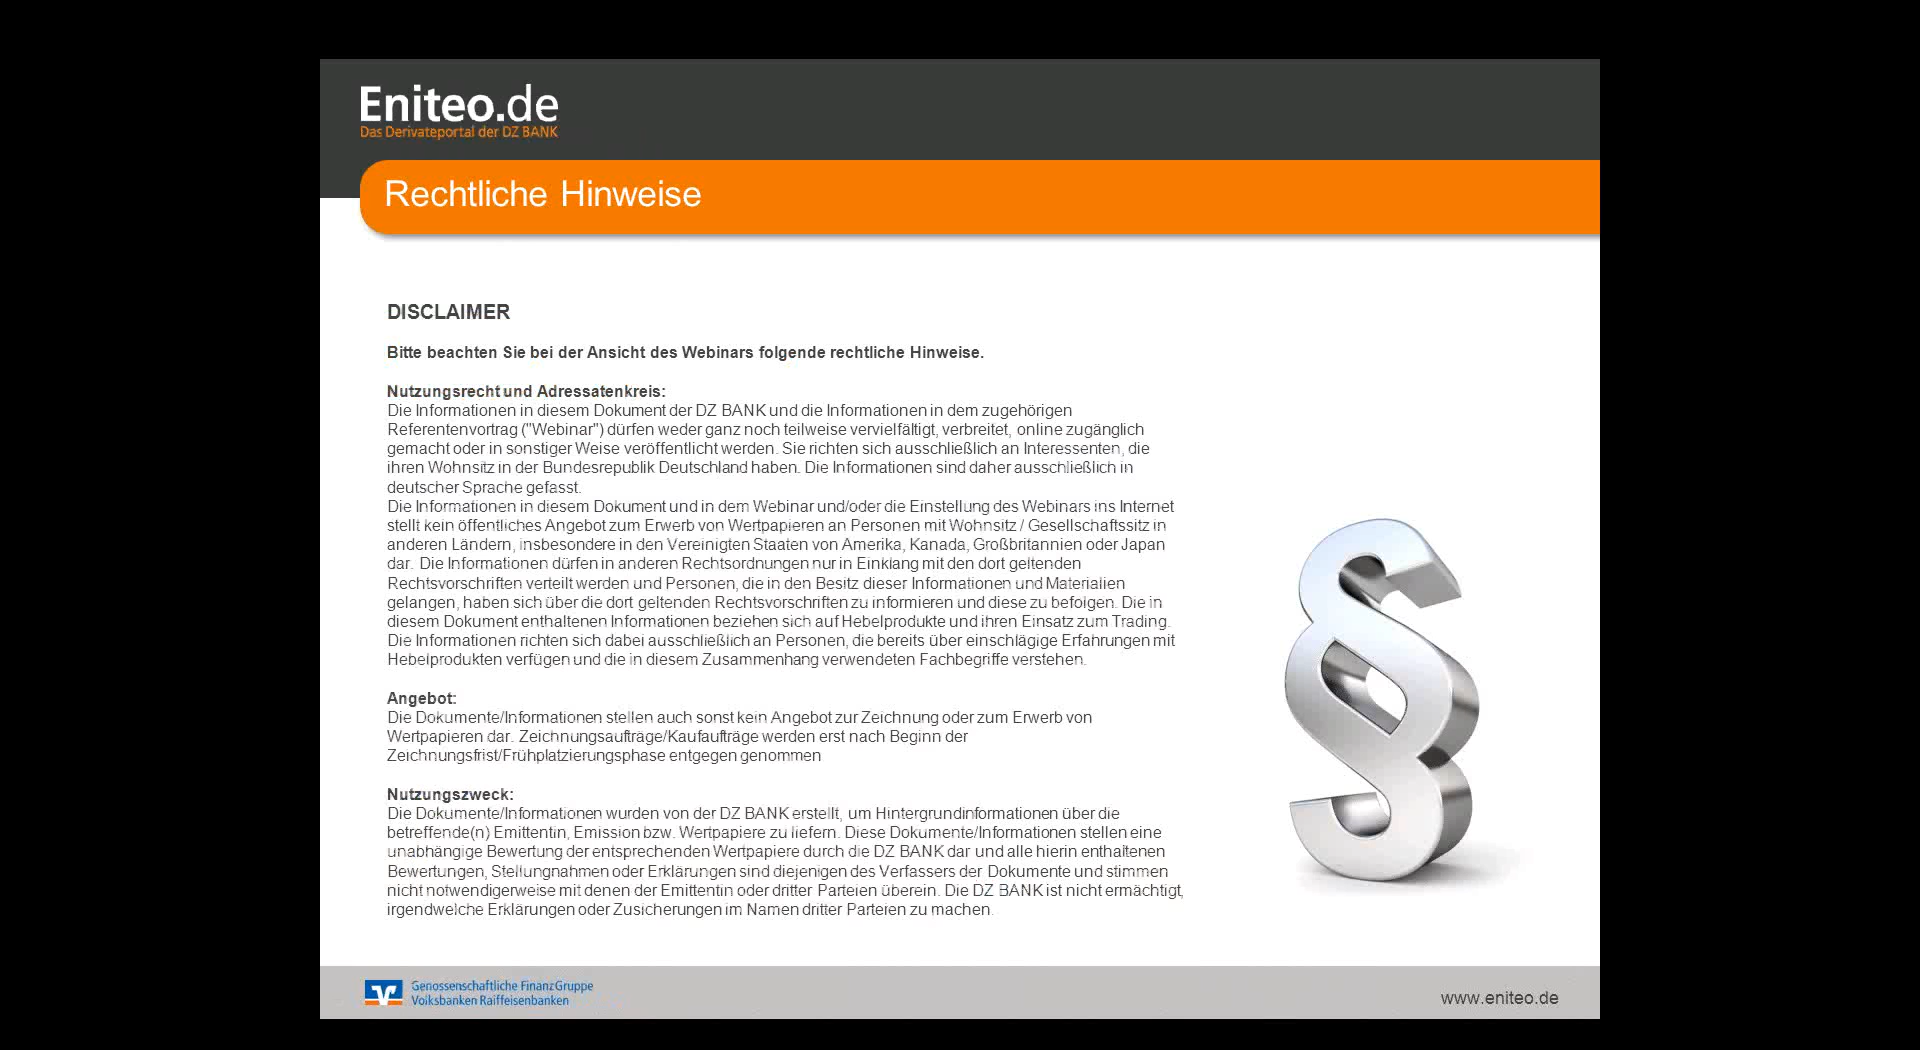 Eniteo.de
Das Derivateportal der DZ BANK
Rechtliche Hinweise
DISCLAIMER
Bitte beachten Sie bei der Ansicht des Webinars folgende rechtliche Hinweise.
Nutzungsrecht und Adressatenkreis:
Die Informationen in diesem Dokument der DZ BANK und die Informationen in dem zugehörigen
Referentenvortrag ("Webinar") dürfen weder ganz noch teilweise vervielfältigt, verbreitet, online zugänglich
gemacht oder in sonstiger Weise veröffentlicht werden. Sie richten sich ausschließlich an Interessenten, die
ihren Wohnsitz in der Bundesrepublik Deutschland haben. Die Informationen sind daher ausschließlich in
deutscher Sprache gefasst.
Die Informationen in diesem Dokument und in dem Webinar und/oder die Einstellung des Webinars ins Internet
stellt kein öffentliches Angebot zum Erwerb von Wertpapieren an Personen mit Wohnsitz / Gesellschaftssitz in
anderen Ländern, insbesondere in den Vereinigten Staaten von Amerika, Kanada, Großbritannien oder Japan
dar. Die Informationen dürfen in anderen Rechtsordnungen nur in Einklang mit den dort geltenden
Rechtsvorschriften verteilt werden und Personen, die in den Besitz dieser Informationen und Materialien
gelangen, haben sich über die dort geltenden Rechtsvorschriften zu informieren und diese zu befolgen. Die in
diesem Dokument enthaltenen Informationen beziehen sich auf Hebelprodukte und ihren Einsatz zum Trading.
Die Informationen richten sich dabei ausschließlich an Personen, die bereits über einschlägige Erfahrungen mit
Hebelprodukten verfügen und die in diesem Zusammenhang verwendeten Fachbegriffe verstehen.
Angebot:
Die Dokumente/Informationen stellen auch sonst kein Angebot zur Zeichnung oder zum Erwerb von
Wertpapieren dar. Zeichnungsaufträge/Kaufaufträge werden erst nach Beginn der
Zeichnungsfrist/Frühplatzierungsphase entgegen genommen
Nutzungszweck:
Die Dokumente/Informationen wurden von der DZ BANK erstellt, um Hintergrundinformationen über die
betreffende(n) Emittentin, Emission bzw. Wertpapiere zu liefern. Diese Dokumente/Informationen stellen eine
unabhängige Bewertung der entsprechenden Wertpapiere durch die DZ BANK dar und alle hierin enthaltenen
Bewertungen, Stellungnahmen oder Erklärungen sind diejenigen des Verfassers der Dokumente und stimmen
nicht notwendigerweise mit denen der Emittentin oder dritter Parteien überein. Die DZ BANK ist nicht ermächtigt,
irgendwelche Erklärungen oder Zusicherungen im Namen dritter Parteien zu machen.
§
Genossenschaftliche FinanzGruppe
Volksbanken Raiffeisenbanken
www.eniteo.de